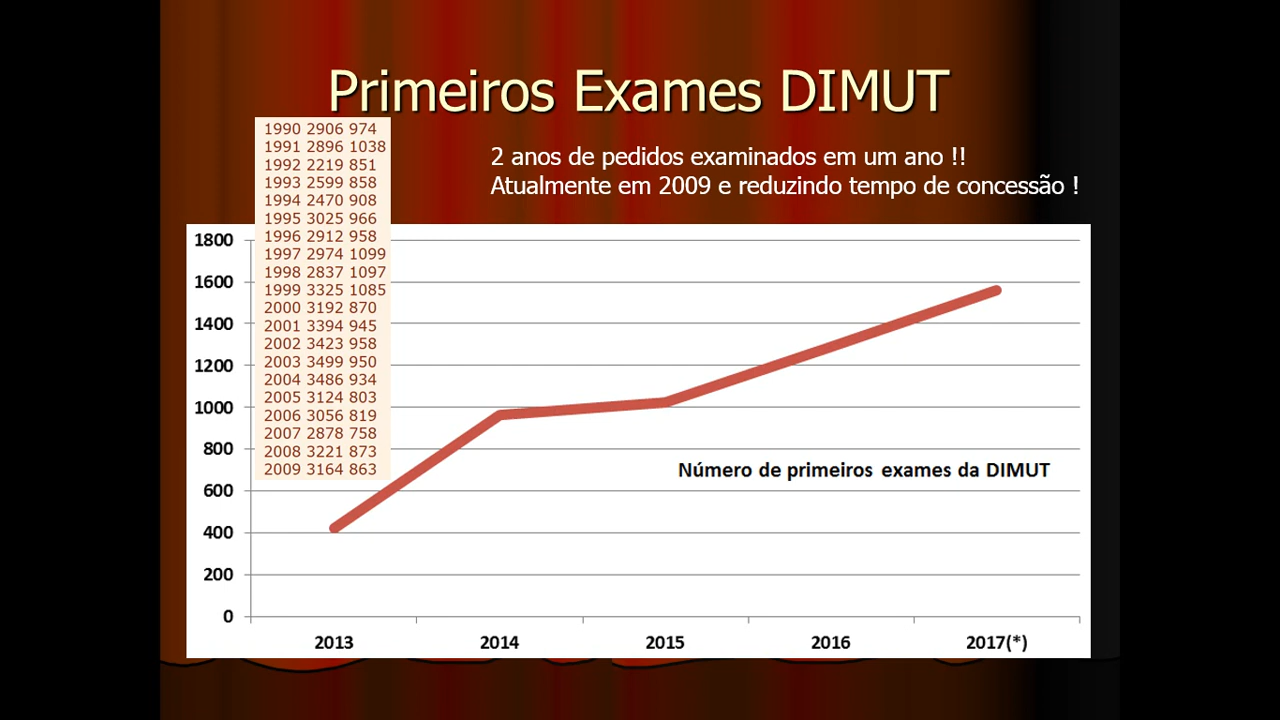 Primeiros Exames DIMUT
1990 2906 974
1991 2896 1038
1992 2219 851
1993 2599 858
1994 2470 908
1995 3025 966
1996 2912 958
1997 2974 1099
1998 2837 1097
1999 3325 1085
2000 3192 870
2001 3394 945
2002 3423 958
2003 3499 950
2004 3486 934
2005 3124 803
2006 3056 819
2007 2878 758
2008 3221 873
2009 3164 863
2 anos de pedidos examinados em um ano !!
Atualmente em 2009 e reduzindo tempo de concessão !
1800
1600
1400
1200
1000
800
600
400
200
0
Número de primeiros exames da DIMUT
2013 2014 2015 2016 2017(*)